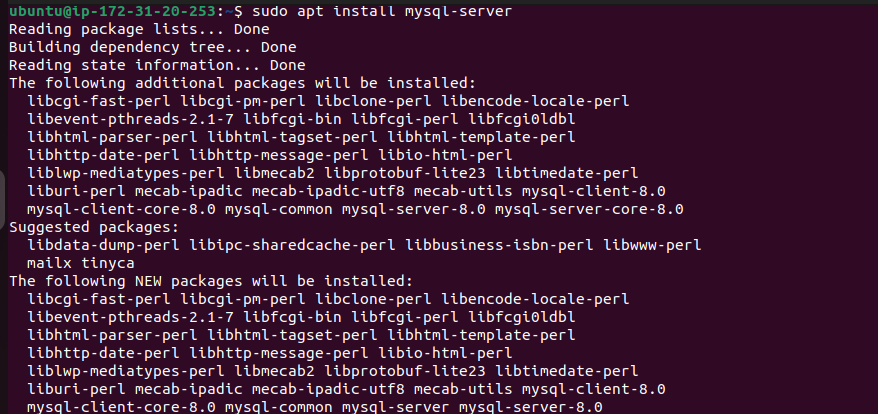 ubuntu@ip-172-31-20-253:~$ sudo apt install mysql-server
Reading package lists... Done
Building dependency tree... Done
Reading state information... Done
The following additional packages will be installed:
  libcgi-fast-perl libcgi-pm-perl libclone-perl libencode-locale-perl
  libevent-pthreads-2.1-7 libfcgi-bin libfcgi-perl libfcgi0ldbl
  libhtml-parser-perl libhtml-tagset-perl libhtml-template-perl
  libhttp-date-perl libhttp-message-perl libio-html-perl
  liblwp-mediatypes-perl libmecab2 libprotobuf-lite23 libtimedate-perl
  liburi-perl mecab-ipadic mecab-ipadic-utf8 mecab-utils mysql-client-8.0
  mysql-client-core-8.0 mysql-common mysql-server-8.0 mysql-server-core-8.0
Suggested packages:
  libdata-dump-perl libipc-sharedcache-perl libbusiness-isbn-perl libwww-perl
  mailx tinyca
The following NEW packages will be installed:
  libcgi-fast-perl libcgi-pm-perl libclone-perl libencode-locale-perl
  libevent-pthreads-2.1-7 libfcgi-bin libfcgi-perl libfcgi0ldbl
  libhtml-parser-perl libhtml-tagset-perl libhtml-template-perl
  libhttp-date-perl libhttp-message-perl libio-html-perl
  liblwp-mediatypes-perl libmecab2 libprotobuf-lite23 libtimedate-perl
  liburi-perl mecab-ipadic mecab-ipadic-utf8 mecab-utils mysql-client-8.0
  mysql-client-core-8.0 mysql-common mysql-server mysql-server-8.0